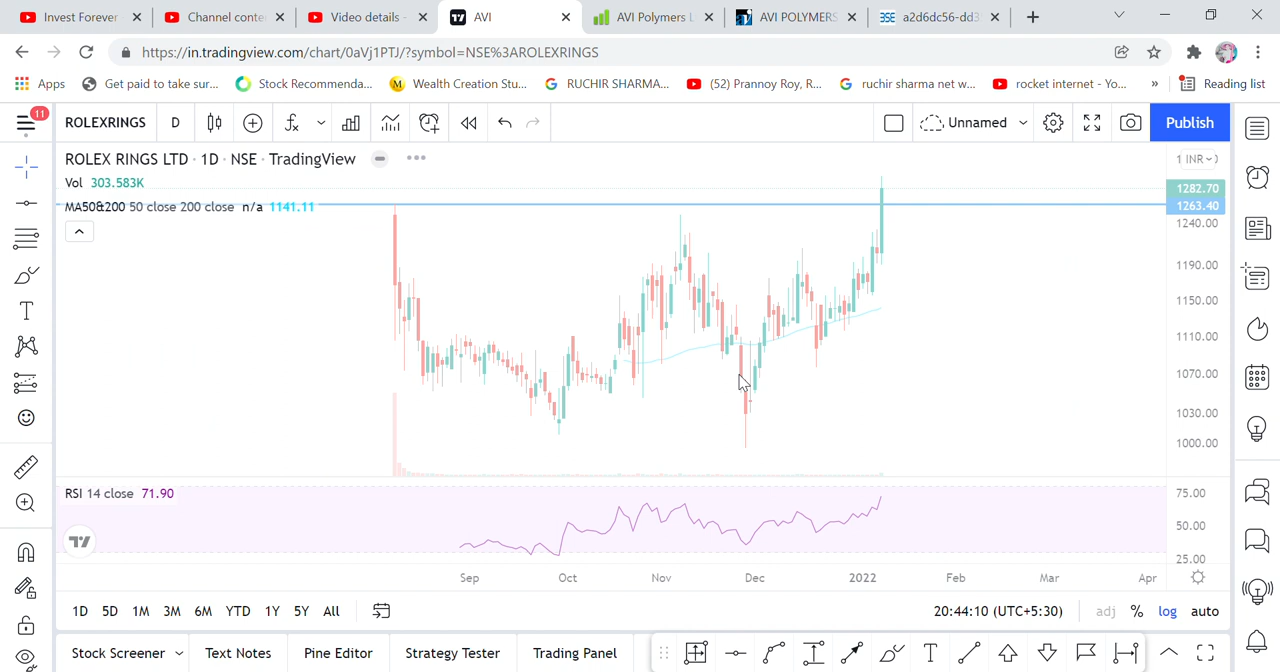 Invest Forever
Channel conte
Video details -
AVI
AVI Polymers L
AVI POLYMERS
a2d6dc56-dd3
https://in.tradingview.com/chart/0aVj1PTJ/?symbol=NSE%3AROLEXRINGS
Apps
Get paid to take sur...
Stock Recommenda...
Wealth Creation Stu...
RUCHIR SHARMA...
(52) Prannoy Roy, R...
ruchir sharma net w...
rocket internet - Yo...
»
Reading list
11
ROLEXRINGS
D
Unnamed
Publish
ROLEX RINGS LTD · 1D · NSE · TradingView
1 INR
Vol 303.583K
1282.70
MA50&200 50 close 200 close n/a 1141.11
1263.40
1240.00
1190.00
1150.00
1110.00
1070.00
1030.00
1000.00
RSI 14 close 71.90
75.00
50.00
25.00
Sep Oct Nov Dec 2022 Feb Mar Apr
1D 5D 1M 3M 6M YTD 1Y 5Y All
20:44:10 (UTC+5:30)
adj % log auto
Stock Screener
Text Notes
Pine Editor
Strategy Tester
Trading Panel